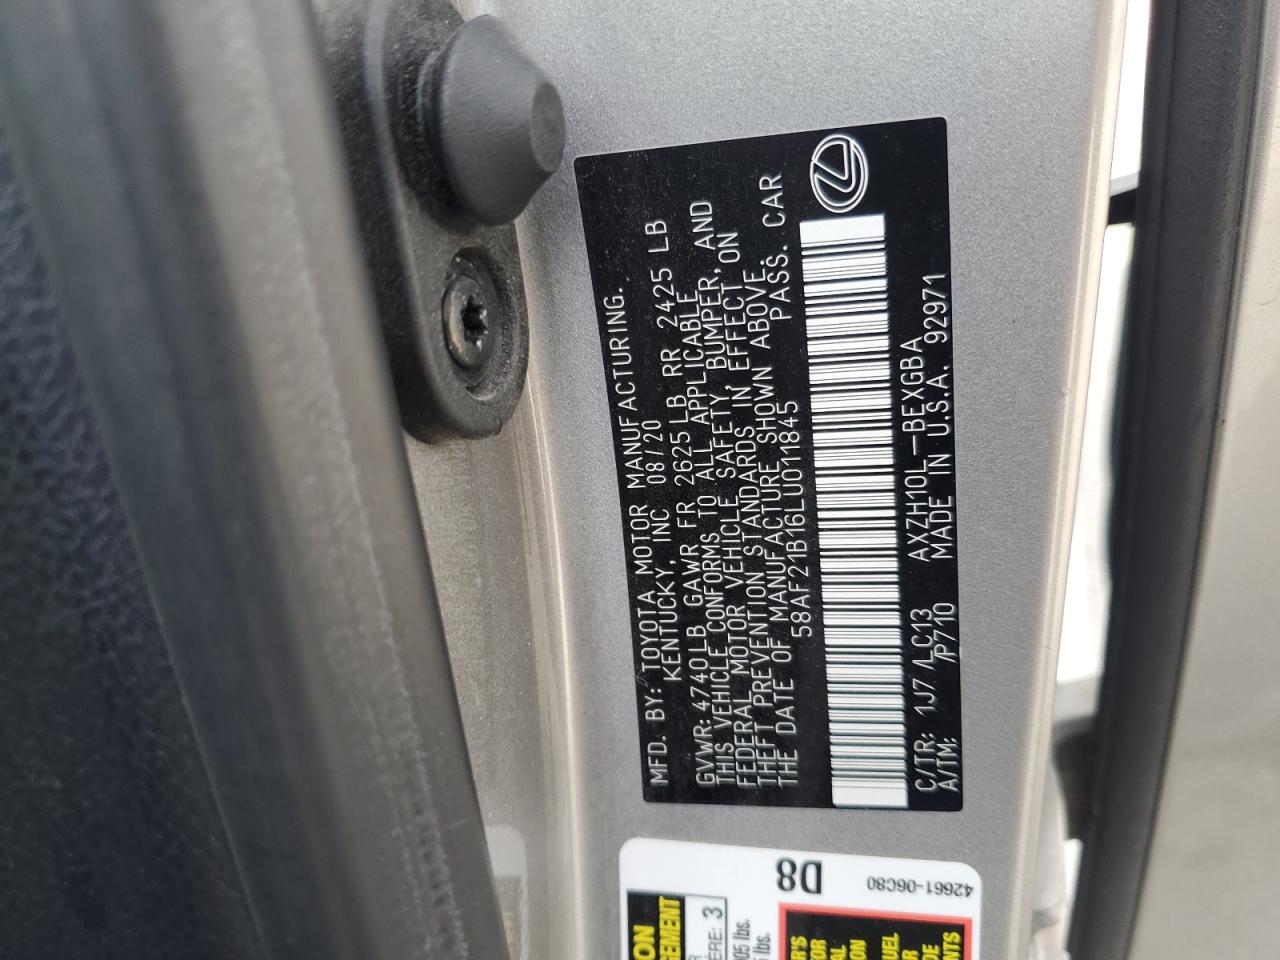 MFD. BY: TOYOTA MOTOR MANUFACTURING.
KENTUCKY, INC 08/20
GVWR: 4740LB GAWR FR 2625LB RR 2425 LB
THIS VEHICLE CONFORMS TO ALL APPLICABLE
FEDERAL MOTOR VEHICLE SAFETY, BUMPER, AND
THEFT PREVENTION STANDARDS IN EFFECT ON
THE DATE OF MANUFACTURE SHOWN ABOVE.
58AF21B16LU011845 PASS. CAR
C/TR: 1J7 /LC13 AXZH10L-BEXGBA
A/TM: /P710 MADE IN U.S.A. 92971
D8
42661-06C80
3